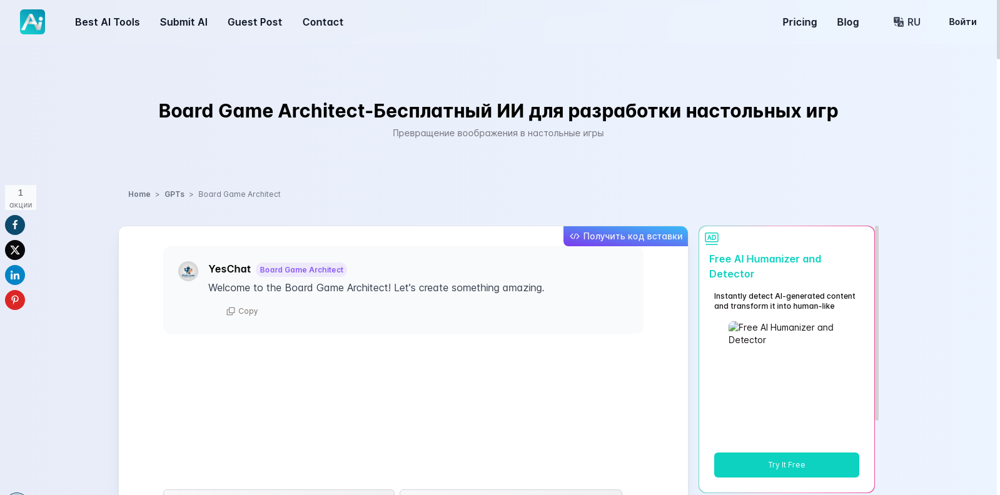 Ai
Best AI Tools
Submit AI
Guest Post
Contact
Pricing
Blog
RU
Войти
Board Game Architect-Бесплатный ИИ для разработки настольных игр
Превращение воображения в настольные игры
1
акции
Home > GPTs > Board Game Architect
Получить код вставки
YesChat Board Game Architect
Welcome to the Board Game Architect! Let's create something amazing.
Copy
AD
Free AI Humanizer and
Detector
Instantly detect AI-generated content
and transform it into human-like
Free AI Humanizer and
Detector
Try It Free